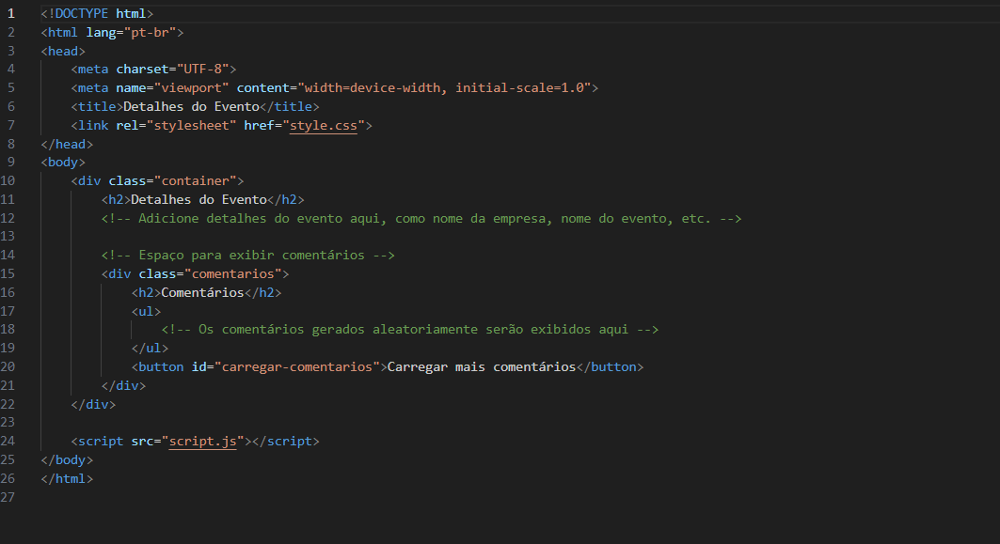 1 <!DOCTYPE html>
2 <html lang="pt-br">
3 <head>
4     <meta charset="UTF-8">
5     <meta name="viewport" content="width=device-width, initial-scale=1.0">
6     <title>Detalhes do Evento</title>
7     <link rel="stylesheet" href="style.css">
8 </head>
9 <body>
10     <div class="container">
11         <h2>Detalhes do Evento</h2>
12         <!-- Adicione detalhes do evento aqui, como nome da empresa, nome do evento, etc. -->
13
14         <!-- Espaço para exibir comentários -->
15         <div class="comentarios">
16             <h2>Comentários</h2>
17             <ul>
18                 <!-- Os comentários gerados aleatoriamente serão exibidos aqui -->
19             </ul>
20             <button id="carregar-comentarios">Carregar mais comentários</button>
21         </div>
22     </div>
23
24     <script src="script.js"></script>
25 </body>
26 </html>
27